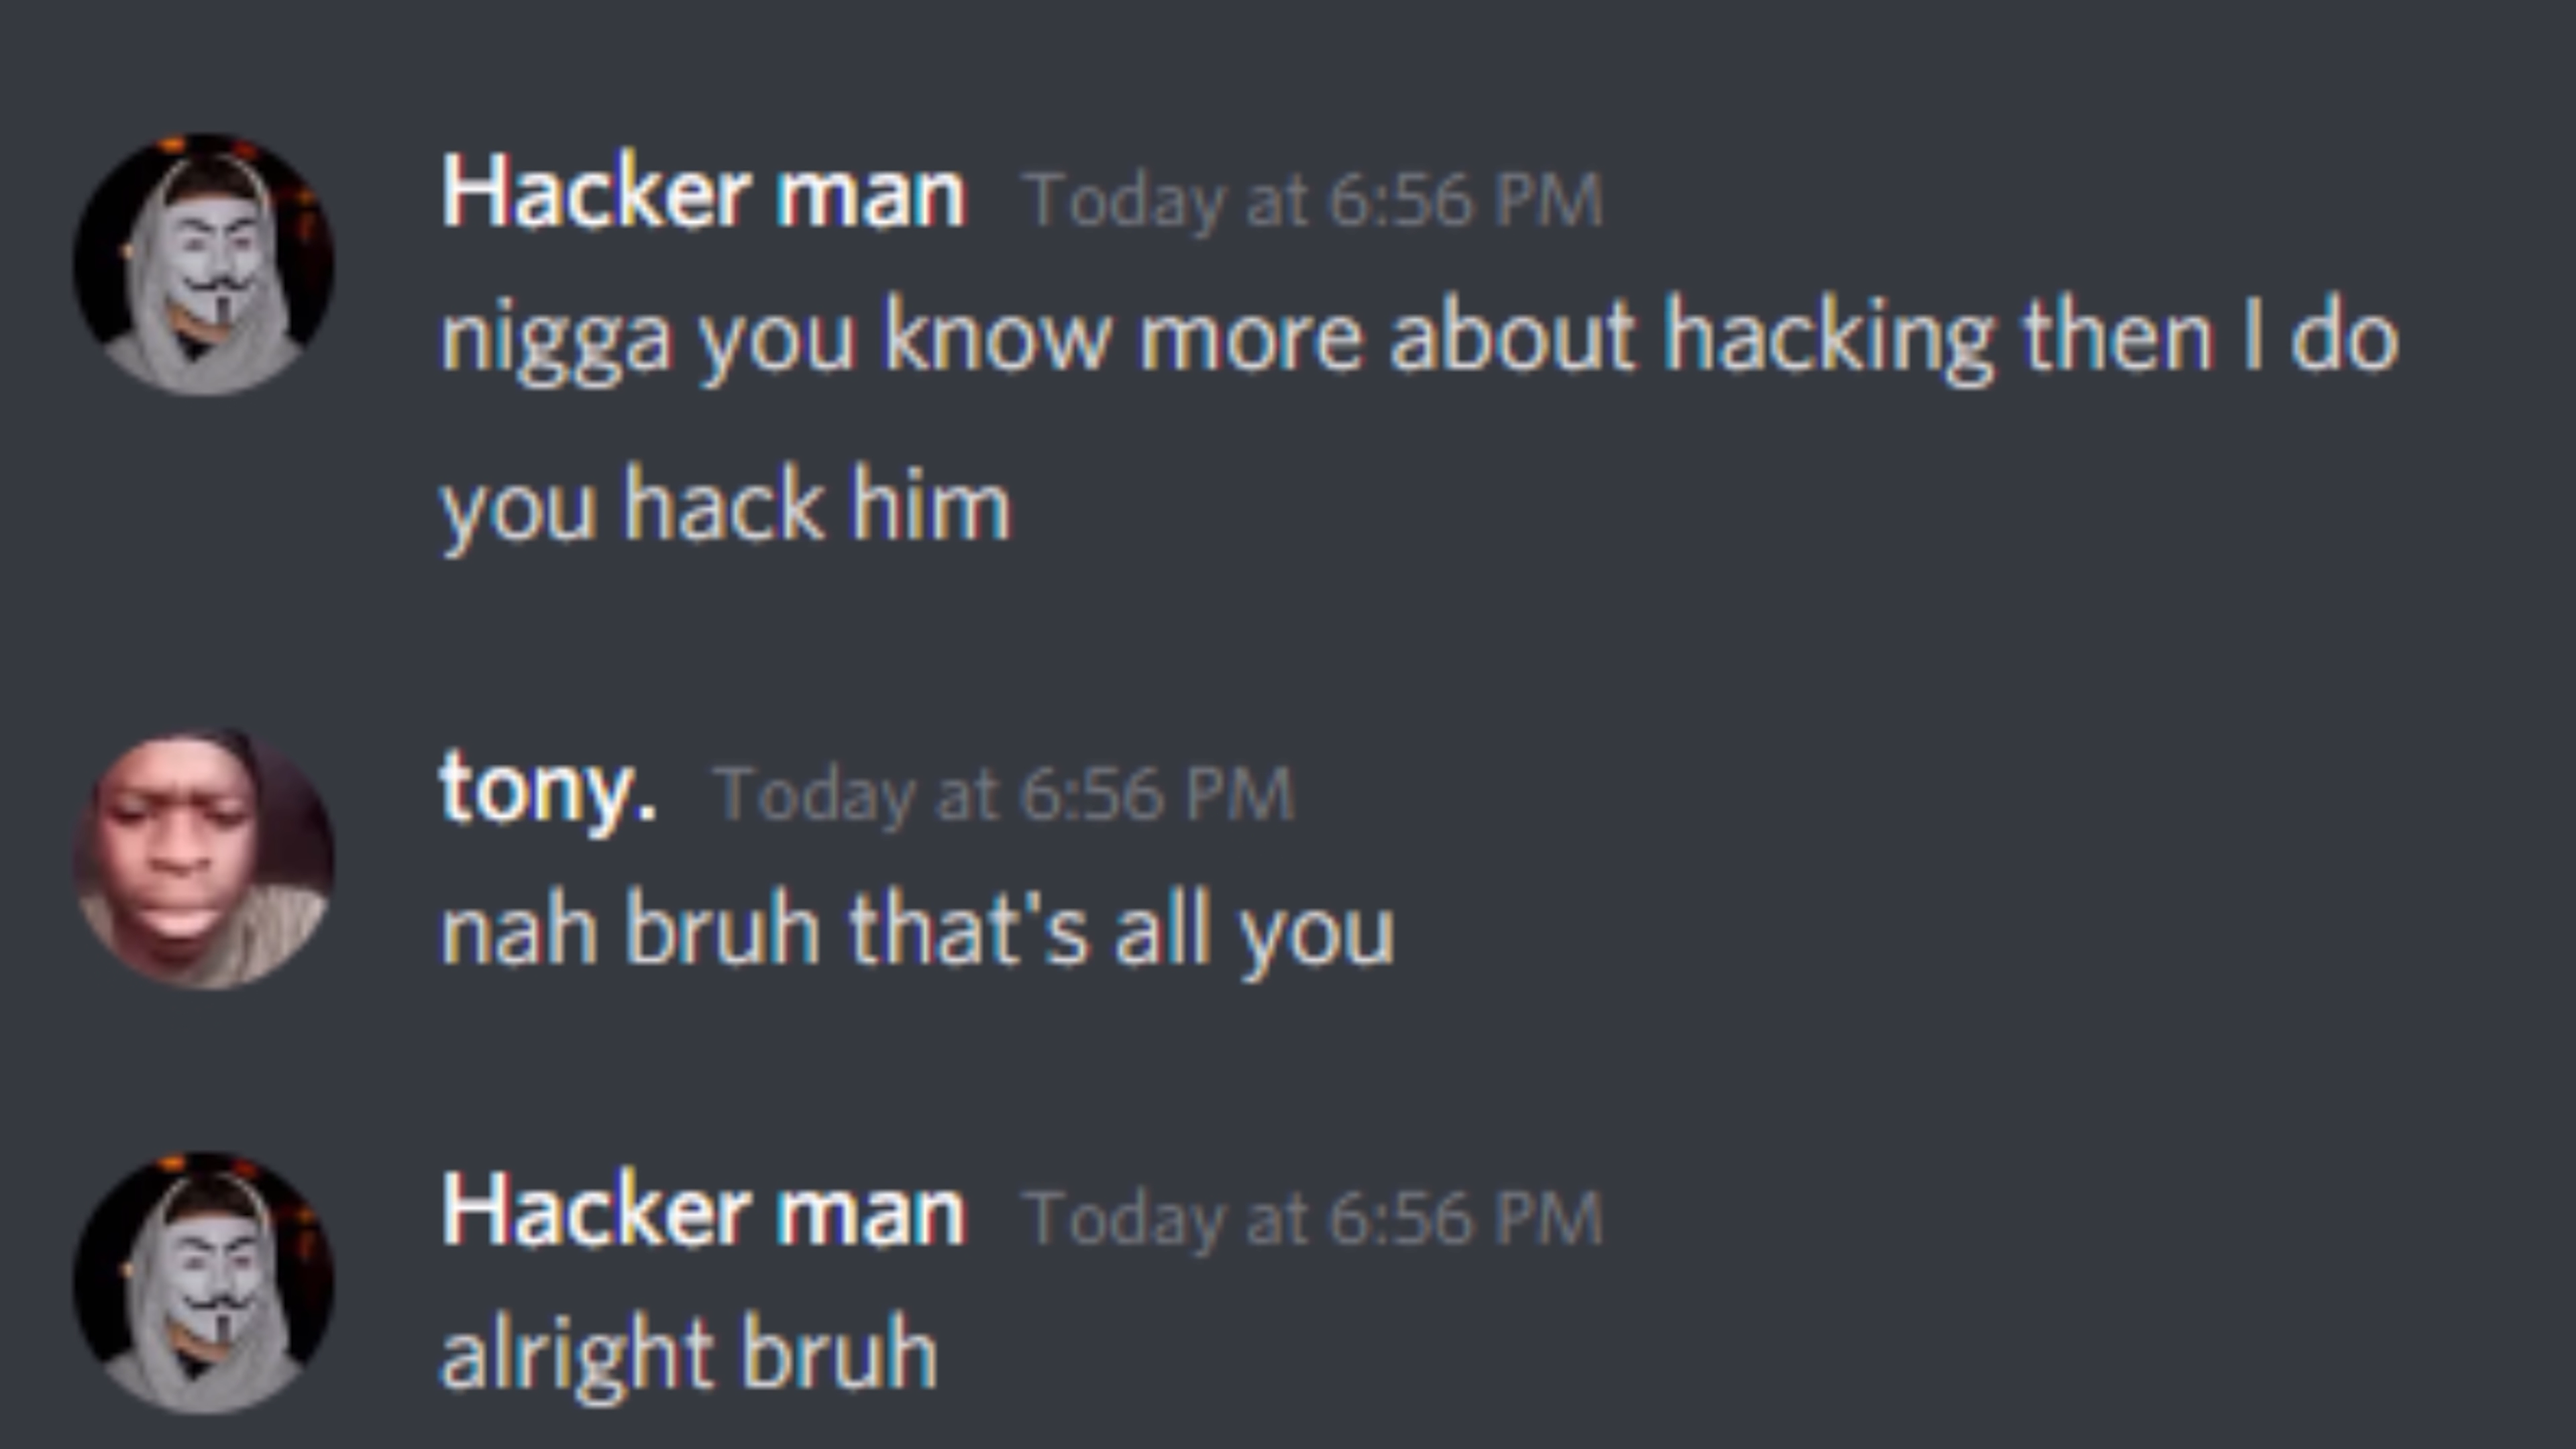 Hacker man Today at 6:56 PM
nigga you know more about hacking then I do
you hack him
tony. Today at 6:56 PM
nah bruh that's all you
Hacker man Today at 6:56 PM
alright bruh